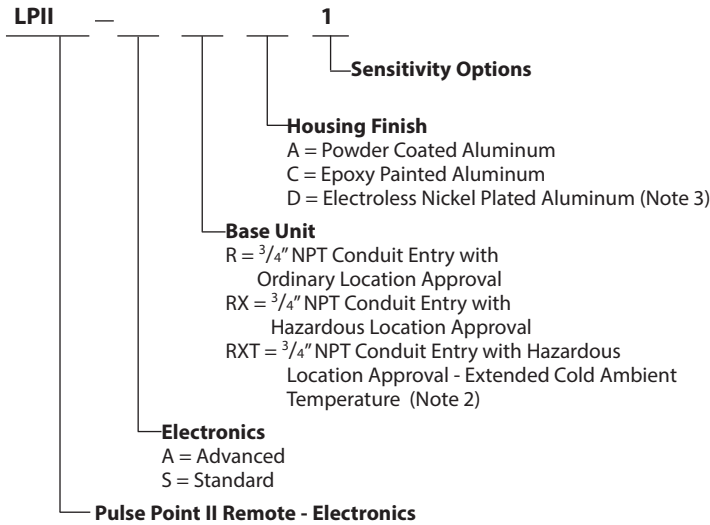 LPII — 1
Sensitivity Options
Housing Finish
A = Powder Coated Aluminum
C = Epoxy Painted Aluminum
D = Electroless Nickel Plated Aluminum (Note 3)
Base Unit
R = 3/4" NPT Conduit Entry with
Ordinary Location Approval
RX = 3/4" NPT Conduit Entry with
Hazardous Location Approval
RXT = 3/4" NPT Conduit Entry with Hazardous
Location Approval - Extended Cold Ambient
Temperature (Note 2)
Electronics
A = Advanced
S = Standard
Pulse Point II Remote - Electronics